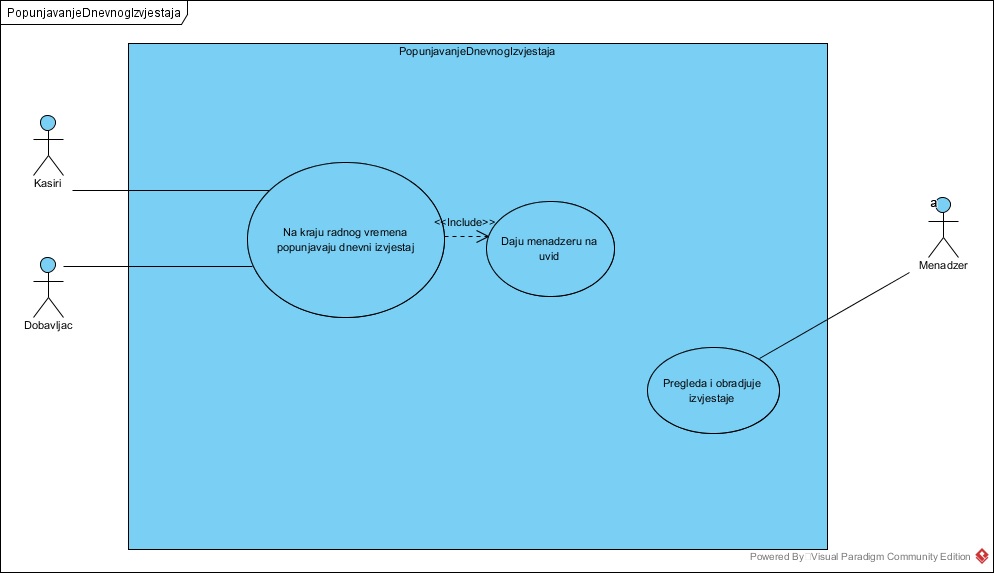 PopunjavanjeDnevnogIzvjestaja
PopunjavanjeDnevnogIzvjestaja
Kasiri
Na kraju radnog vremena
popunjavaju dnevni izvjestaj
<<Include>>
Daju menadzeru na
uvid
a
Menadzer
Dobavljac
Pregleda i obradjuje
izvjestaje
Powered By Visual Paradigm Community Edition